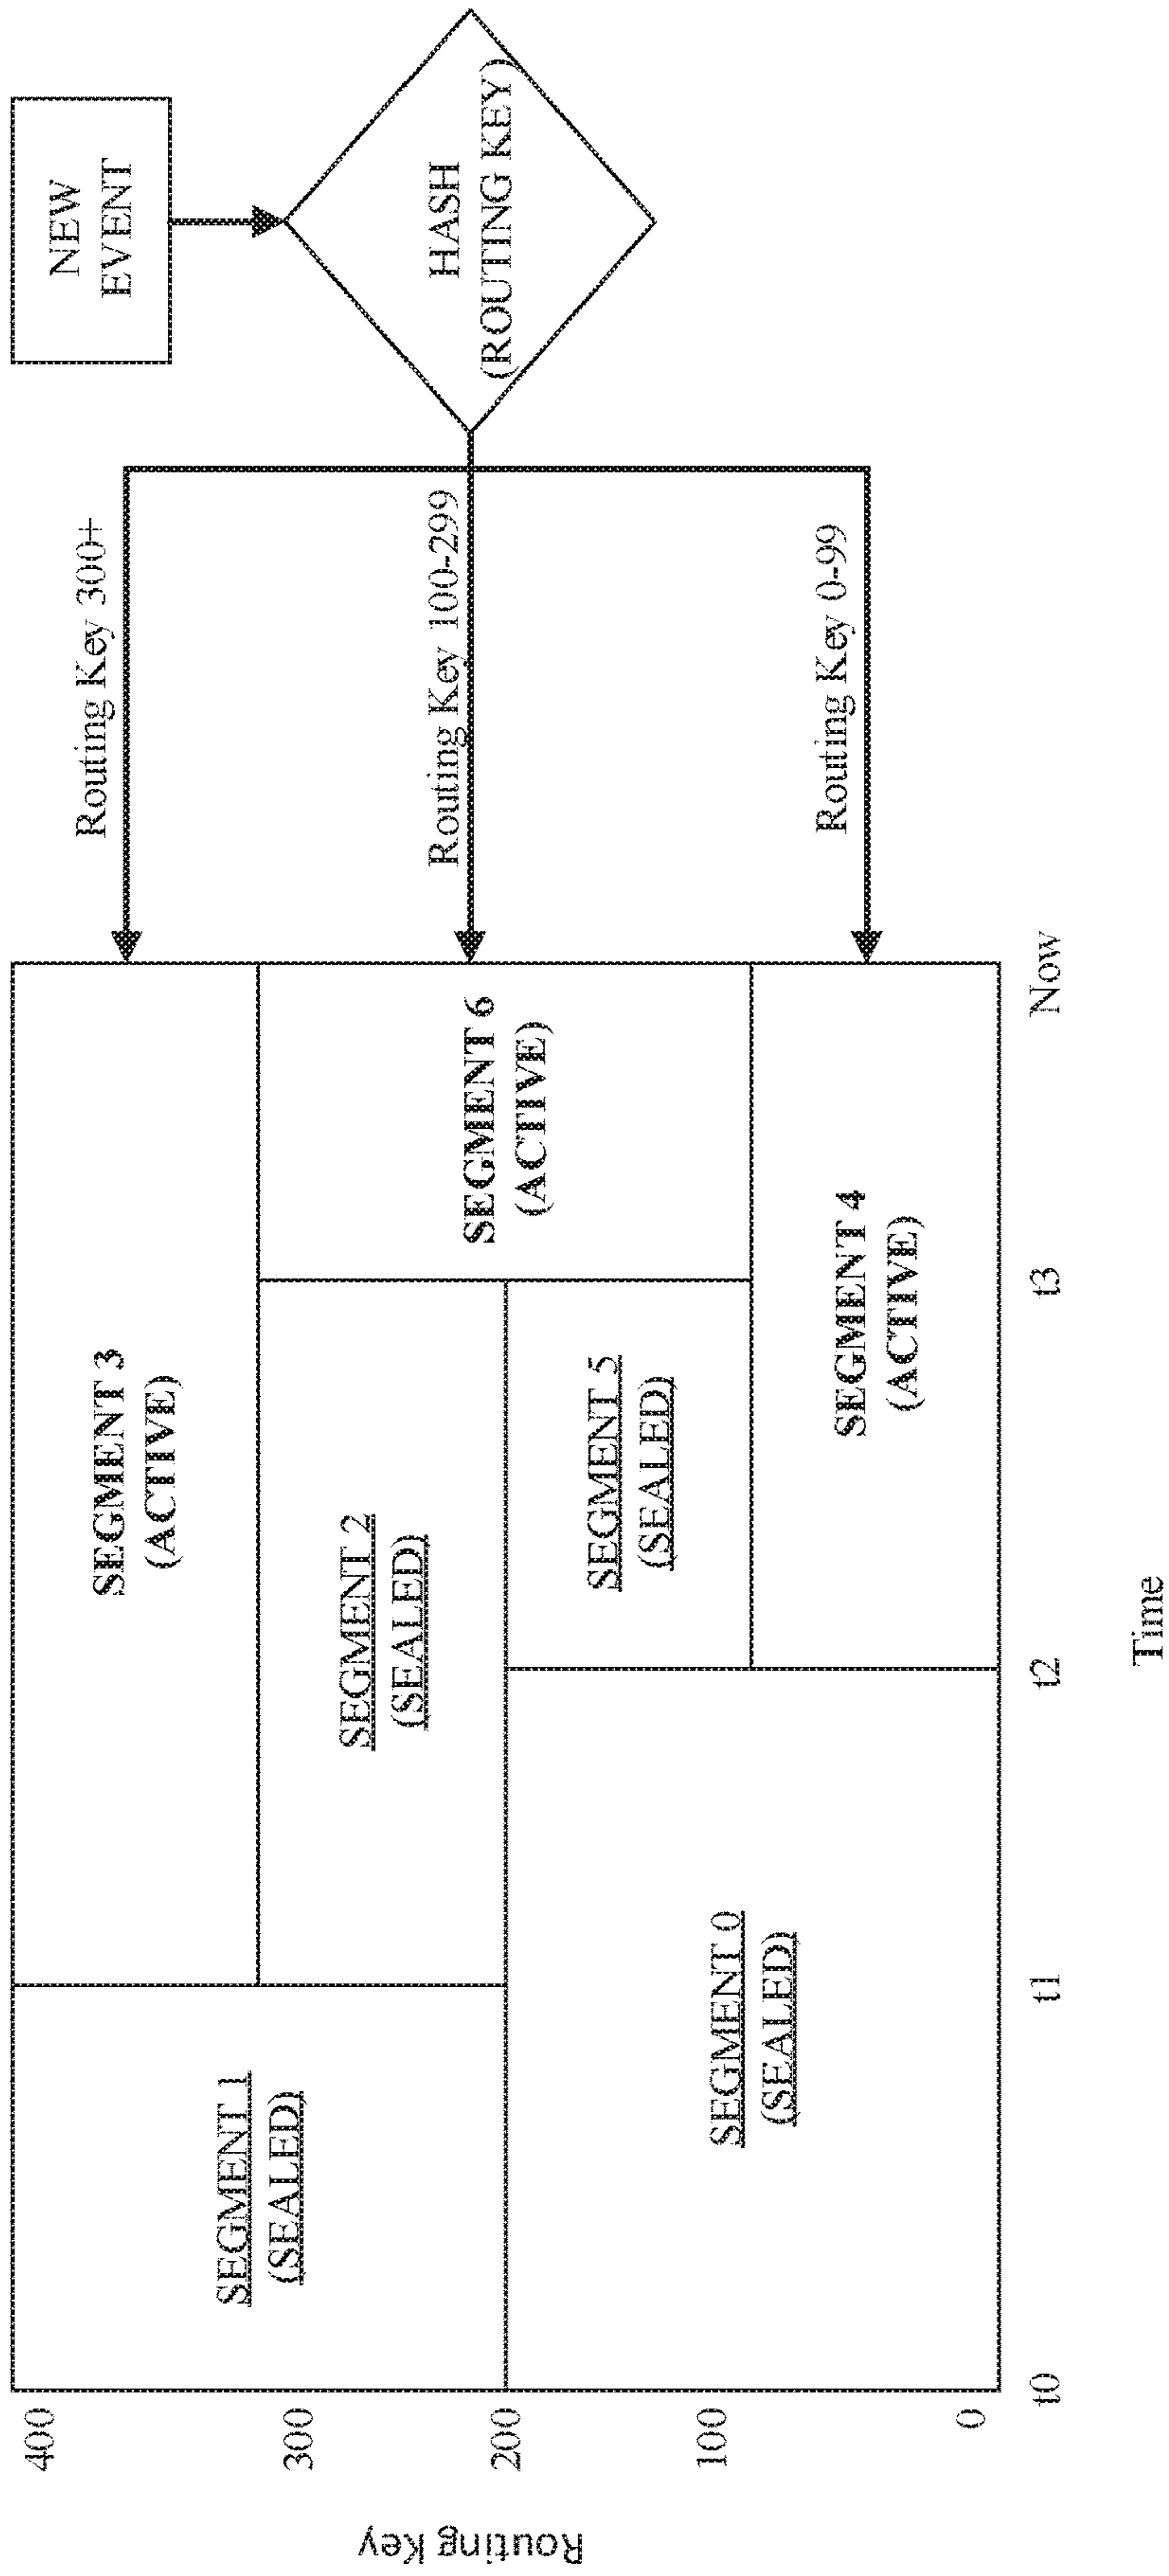 NEW
EVENT
HASH
(ROUTING KEY)
Routing Key 300+
Routing Key 100-299
Routing Key 0-99
SEGMENT 3
(ACTIVE)
SEGMENT 6
(ACTIVE)
SEGMENT 4
(ACTIVE)
SEGMENT 2
(SEALED)
SEGMENT 5
(SEALED)
SEGMENT 1
(SEALED)
SEGMENT 0
(SEALED)
400
300
200
100
0
Routing Key
t0
t1
t2
t3
Now
Time